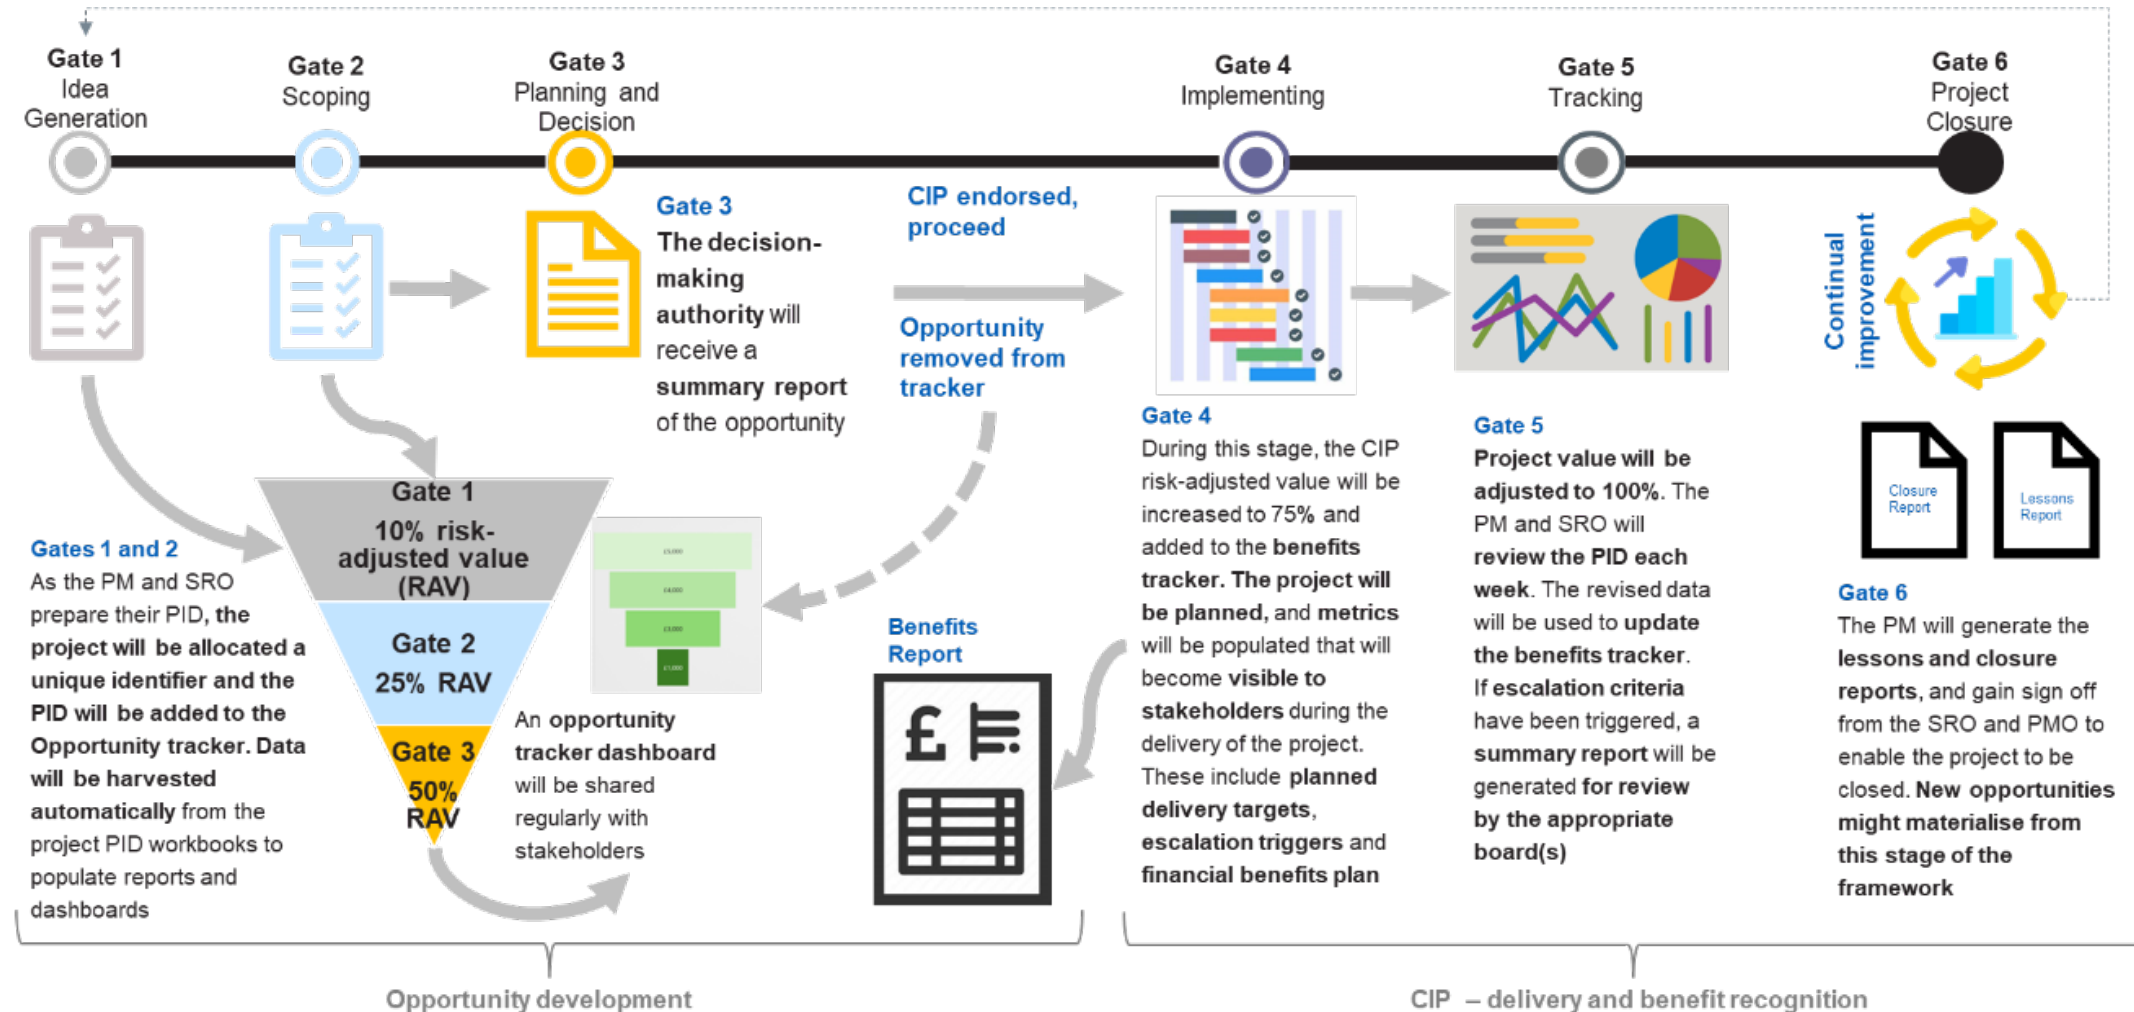 Gate 1
Idea
Generation
Gate 2
Scoping
Gate 3
Planning and
Decision
Gate 4
Implementing
Gate 5
Tracking
Gate 6
Project
Closure
Gate 3
The decision-
making
authority will
receive a
summary report
of the opportunity
CIP endorsed,
proceed
Opportunity
removed from
tracker
Continual
improvement
Gates 1 and 2
As the PM and SRO
prepare their PID, the
project will be allocated a
unique identifier and the
PID will be added to the
Opportunity tracker. Data
will be harvested
automatically from the
project PID workbooks to
populate reports and
dashboards
Gate 1
10% risk-
adjusted value
(RAV)
Gate 2
25% RAV
Gate 3
50%
RAV
£5,000
£4,000
£3,000
£1,000
An opportunity
tracker dashboard
will be shared
regularly with
stakeholders
Benefits
Report
£
Gate 4
During this stage, the CIP
risk-adjusted value will be
increased to 75% and
added to the benefits
tracker. The project will
be planned, and metrics
will be populated that will
become visible to
stakeholders during the
delivery of the project.
These include planned
delivery targets,
escalation triggers and
financial benefits plan
Gate 5
Project value will be
adjusted to 100%. The
PM and SRO will
review the PID each
week. The revised data
will be used to update
the benefits tracker.
If escalation criteria
have been triggered, a
summary report will be
generated for review
by the appropriate
board(s)
Closure
Report
Lessons
Report
Gate 6
The PM will generate the
lessons and closure
reports, and gain sign off
from the SRO and PMO to
enable the project to be
closed. New opportunities
might materialise from
this stage of the
framework
Opportunity development
CIP – delivery and benefit recognition